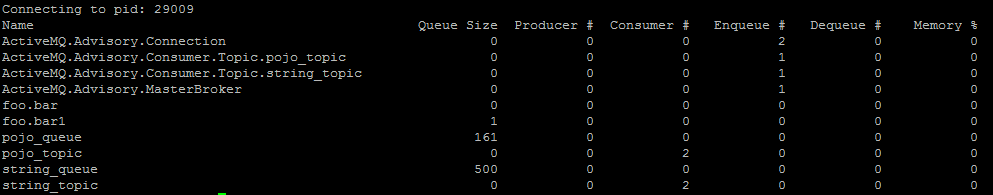 Connecting to pid: 29009
Name Queue Size Producer # Consumer # Enqueue # Dequeue # Memory %
ActiveMQ.Advisory.Connection 0 0 0 2 0 0
ActiveMQ.Advisory.Consumer.Topic.pojo_topic 0 0 0 1 0 0
ActiveMQ.Advisory.Consumer.Topic.string_topic 0 0 0 1 0 0
ActiveMQ.Advisory.MasterBroker 0 0 0 1 0 0
foo.bar 0 0 0 0 0 0
foo.bar1 1 0 0 0 0 0
pojo_queue 161 0 0 0 0 0
pojo_topic 0 0 2 0 0 0
string_queue 500 0 0 0 0 0
string_topic 0 0 2 0 0 0